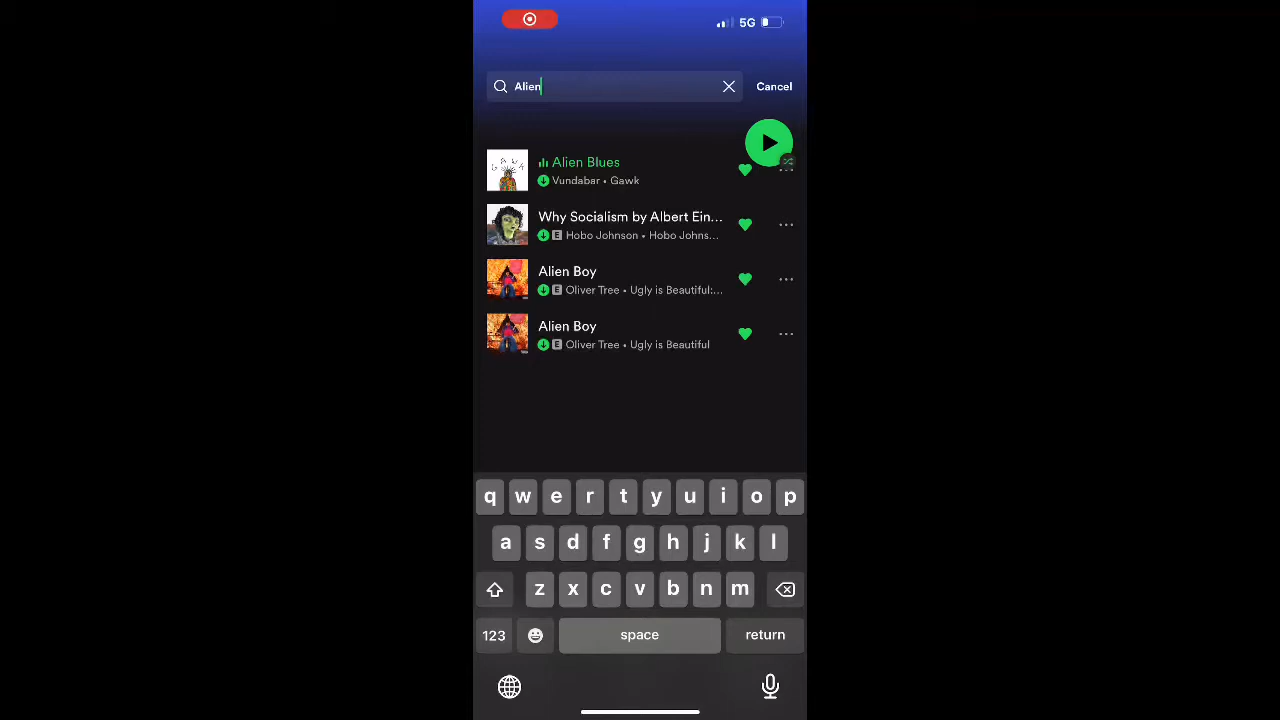 5G
Alien
Cancel
GAWK
Alien Blues
Vundabar • Gawk
Why Socialism by Albert Ein...
E Hobo Johnson • Hobo Johns...
Alien Boy
E Oliver Tree • Ugly is Beautiful:...
Alien Boy
E Oliver Tree • Ugly is Beautiful
q w e r t y u i o p
a s d f g h j k l
z x c v b n m
123 space return